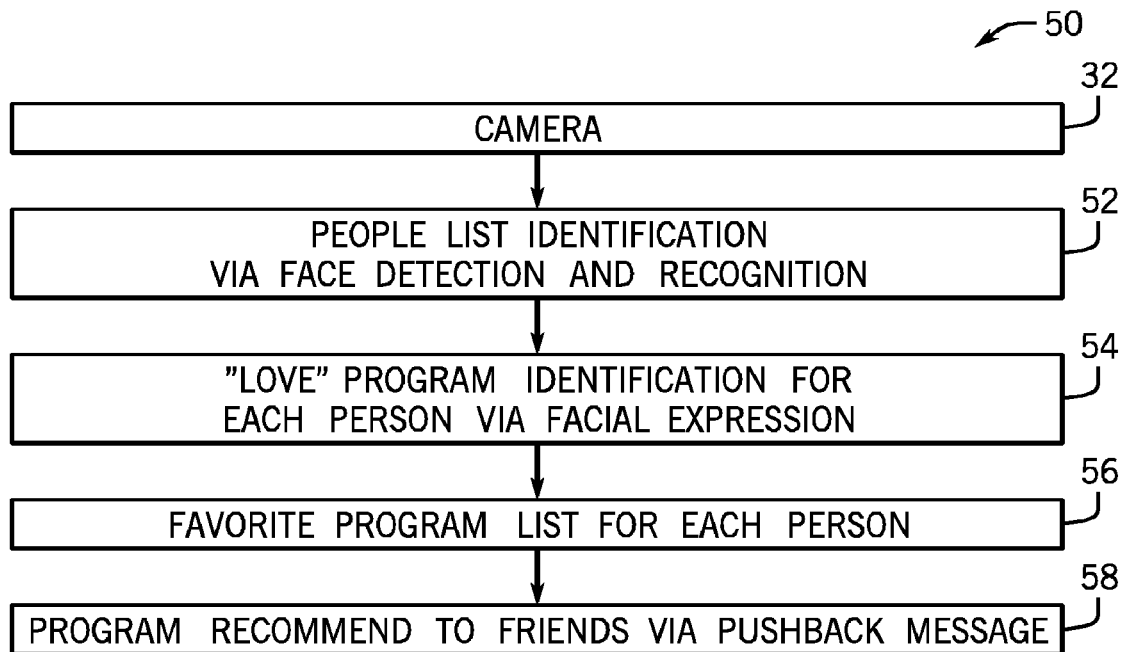 50
32
CAMERA
52
PEOPLE LIST IDENTIFICATION
VIA FACE DETECTION AND RECOGNITION
54
"LOVE" PROGRAM IDENTIFICATION FOR
EACH PERSON VIA FACIAL EXPRESSION
56
FAVORITE PROGRAM LIST FOR EACH PERSON
58
PROGRAM RECOMMEND TO FRIENDS VIA PUSHBACK MESSAGE